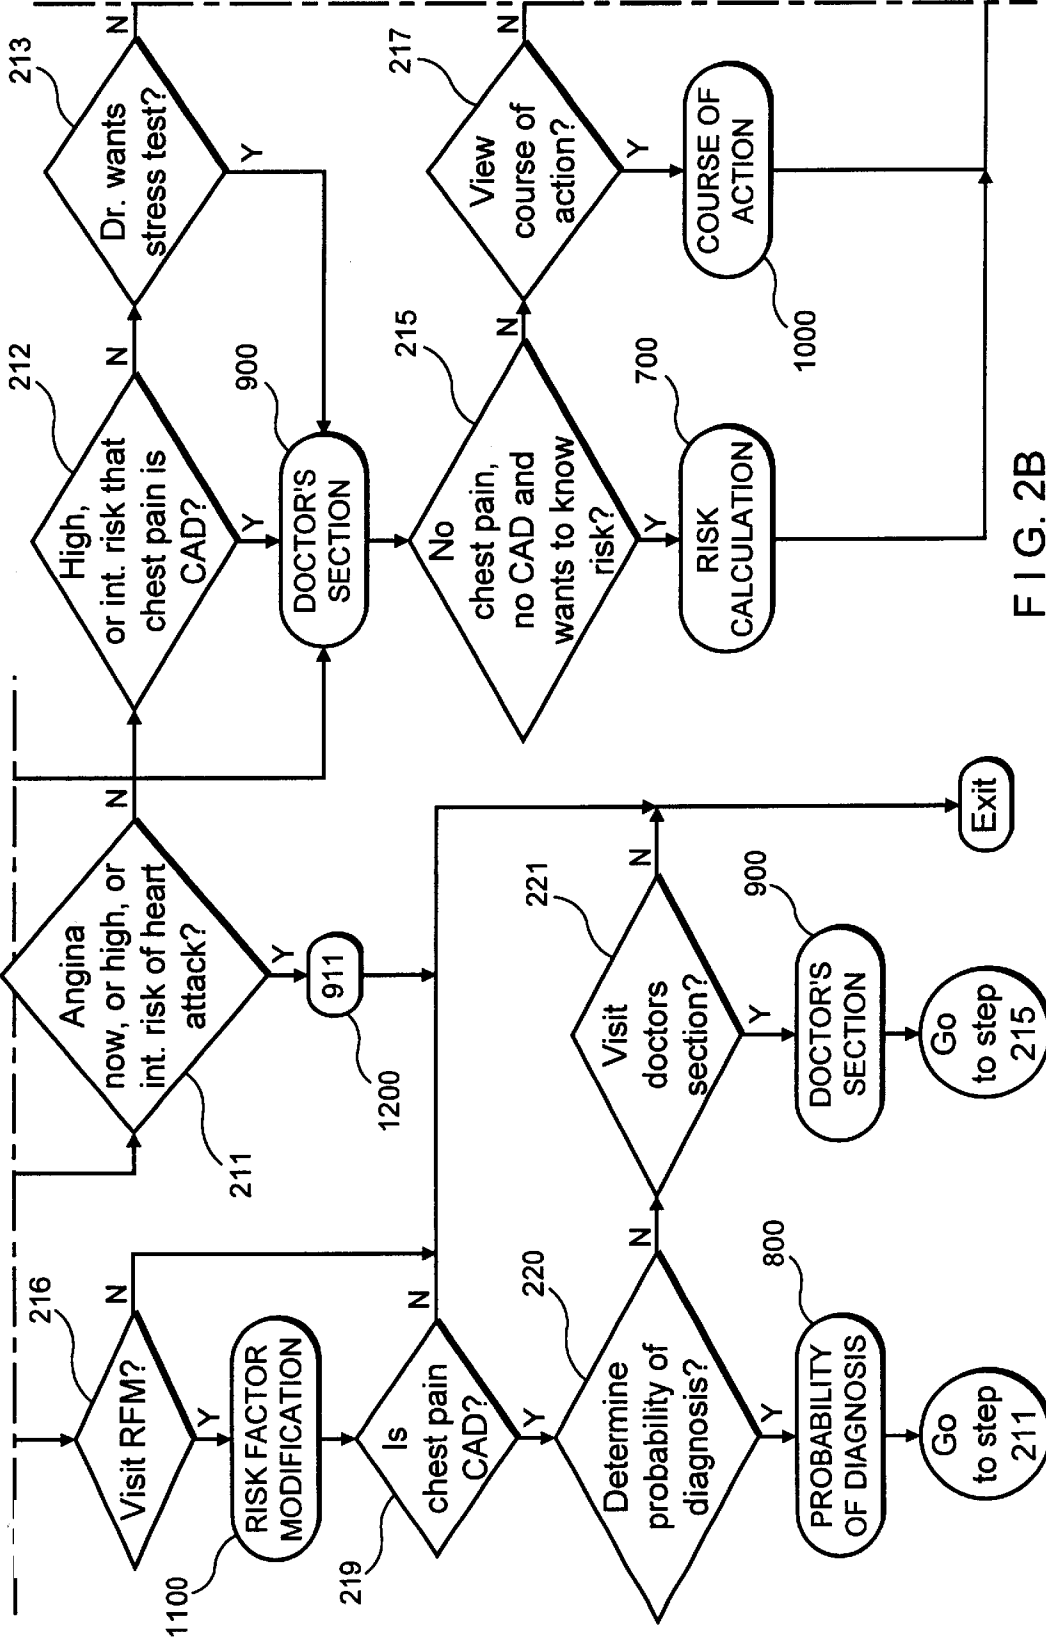 216
Visit RFM?
N
Y
1100
RISK FACTOR
MODIFICATION
219
Is
chest pain
CAD?
N
Y
220
Determine
probability of
diagnosis?
N
Y
800
PROBABILITY
OF DIAGNOSIS
Go
to step
211
211
Angina
now, or high, or
int. risk of heart
attack?
N
Y
1200
911
221
Visit
doctors
section?
N
Y
900
DOCTOR'S
SECTION
Go
to step
215
Exit
212
High,
or int. risk that
chest pain is
CAD?
N
Y
900
DOCTOR'S
SECTION
213
Dr. wants
stress test?
N
Y
215
No
chest pain,
no CAD and
wants to know
risk?
N
Y
700
RISK
CALCULATION
217
View
course of
action?
N
Y
1000
COURSE OF
ACTION
FIG. 2B